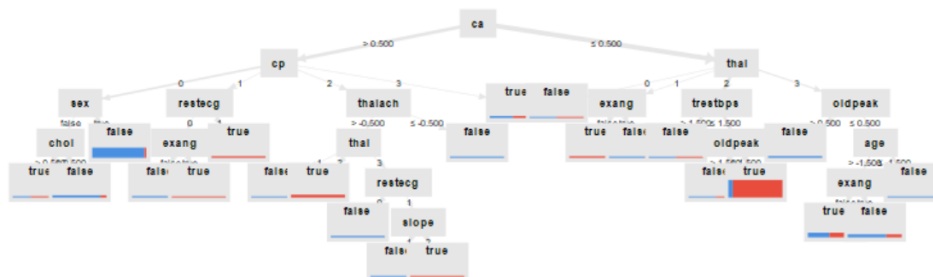 ca
> 0.500 ≤ 0.500
cp thal
0 1 2 3 0 1 2 3
sex restecg thalach true false exang trestbps oldpeak
false true 0 1 > -0.500 ≤ -0.500 ≤ 1.500 > 0.500 ≤ 0.500
chol false exang true thal false true false false oldpeak false age
1 2 3
true false false true false true restecg true false exang false
0 1
false slope true false
1 2
false true